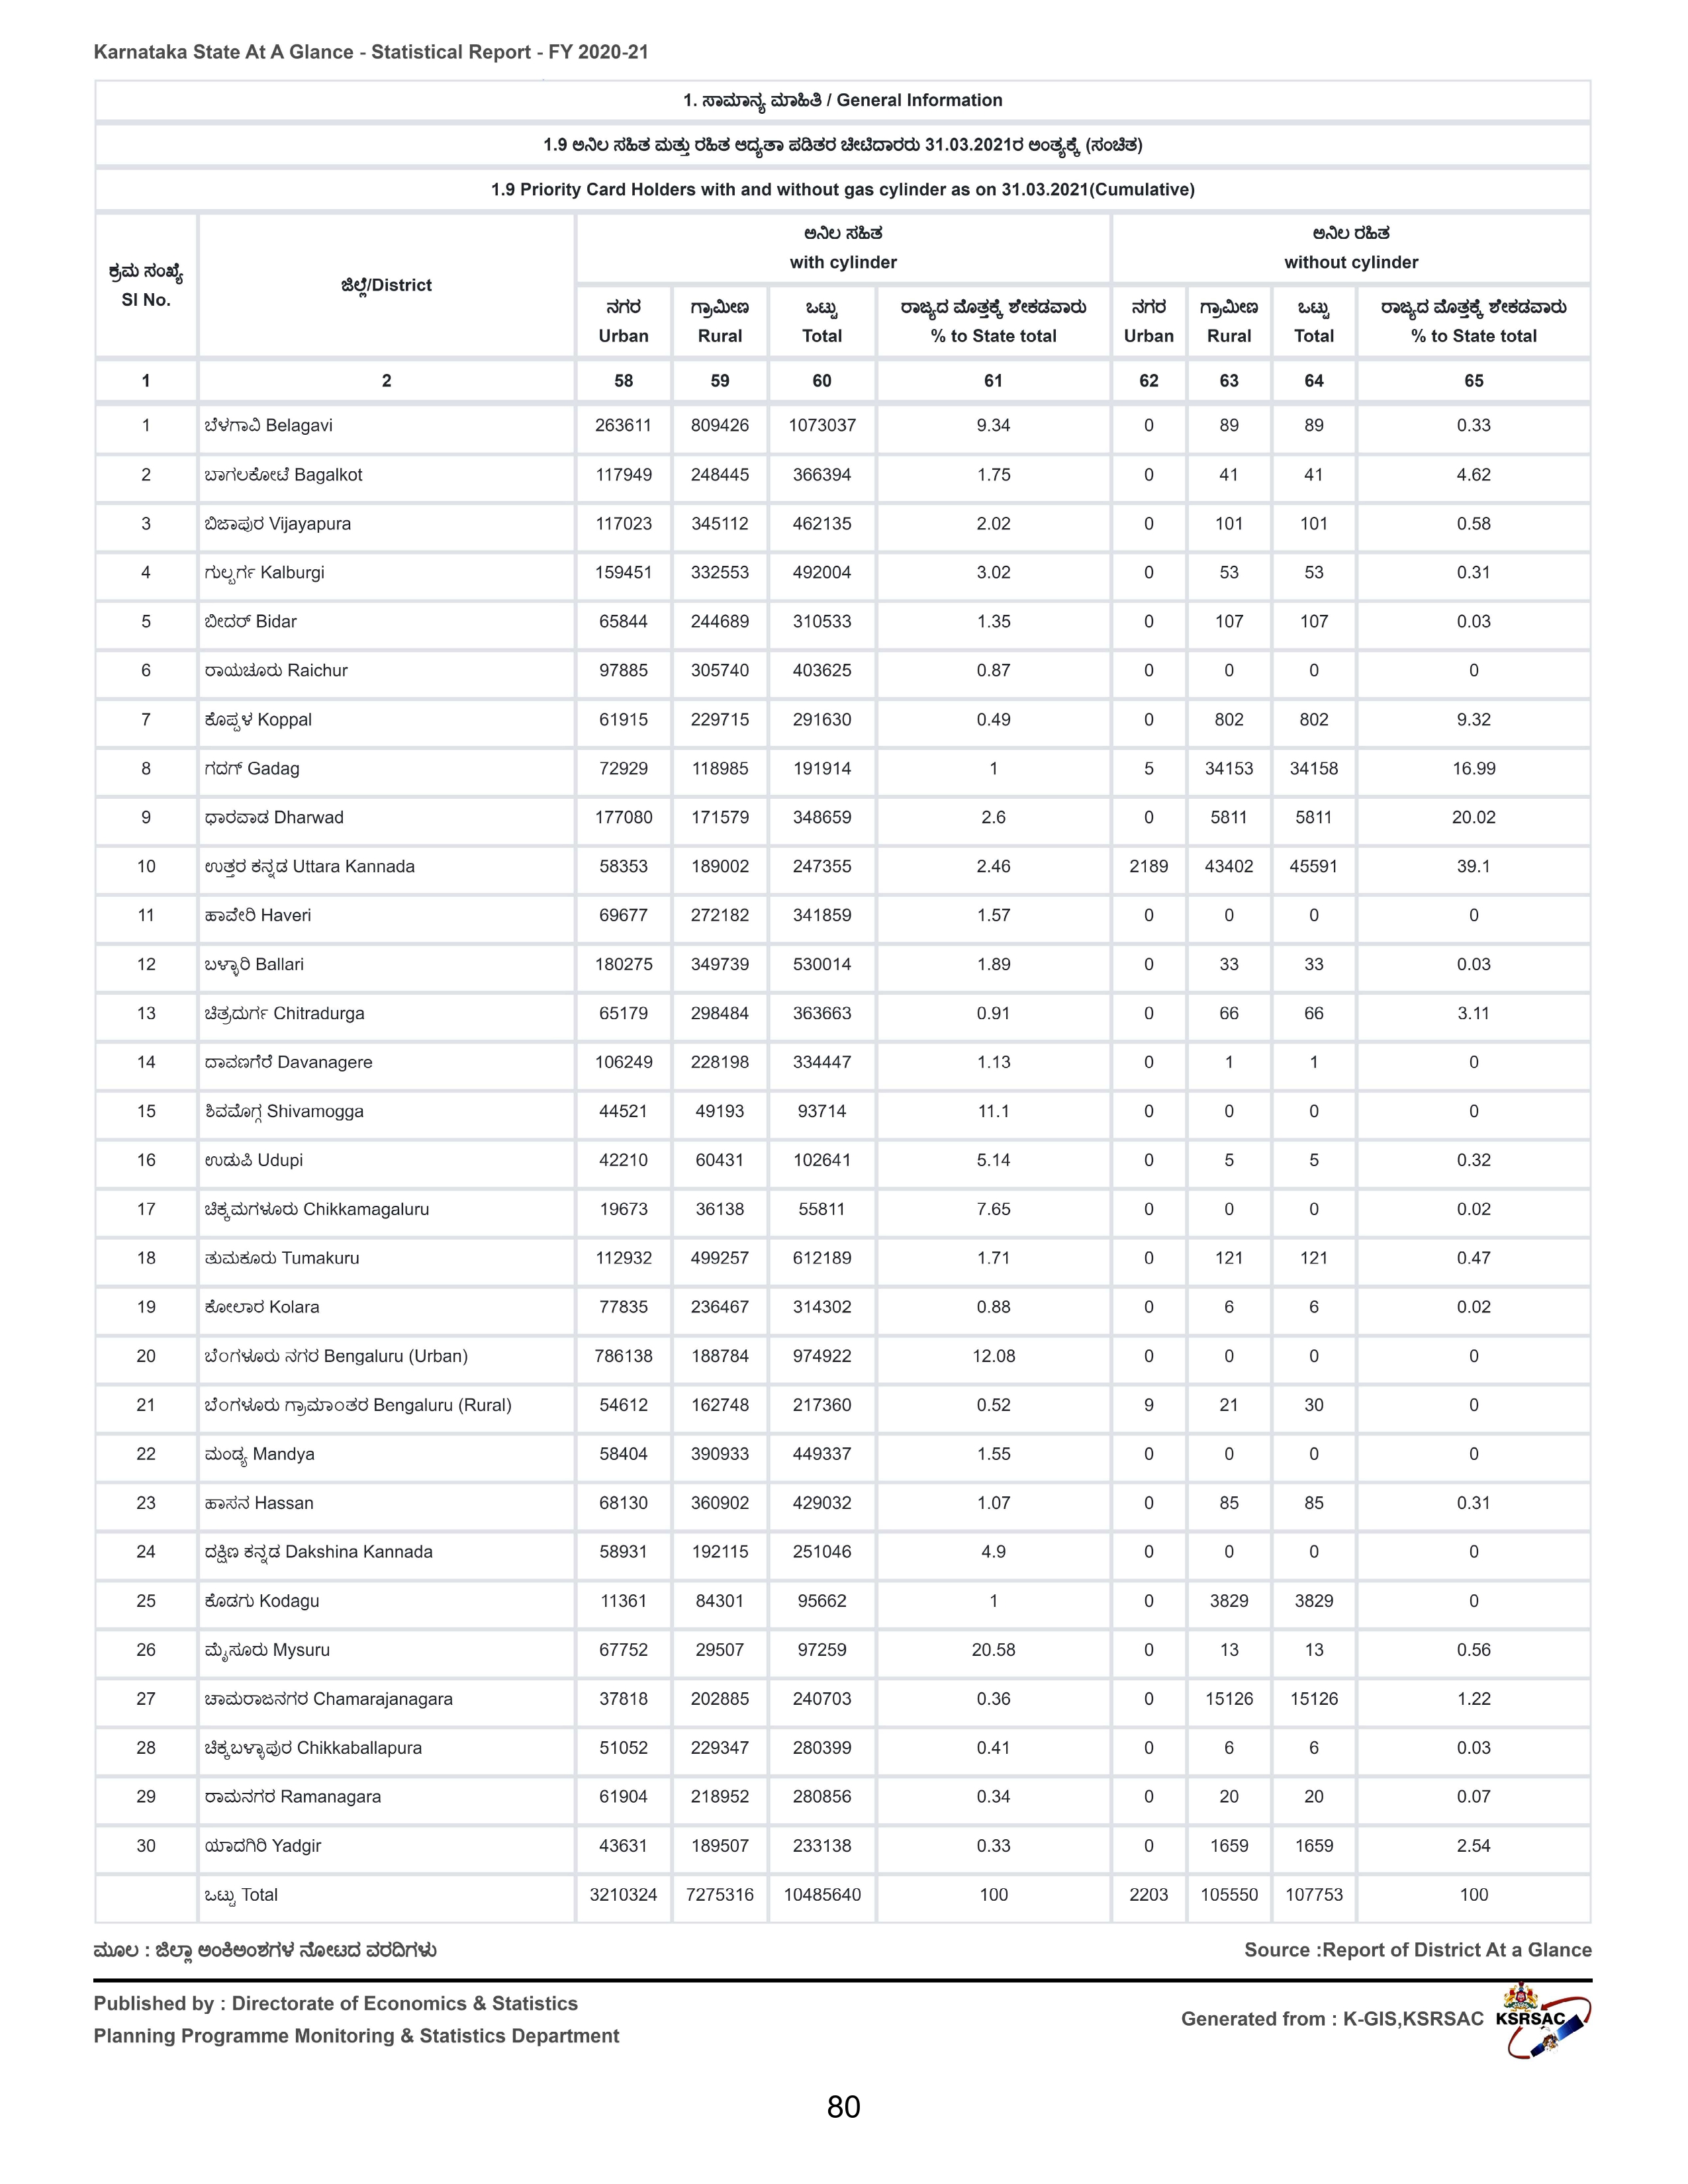 Karnataka State At A Glance - Statistical Report - FY 2020-21
1. ಸಾಮಾನ್ಯ ಮಾಹಿತಿ / General Information
1.9 ಅನಿಲ ಸಹಿತ ಮತ್ತು ರಹಿತ ಆದ್ಯತಾ ಪಡಿತರ ಚೀಟಿದಾರರು 31.03.2021ರ ಅಂತ್ಯಕ್ಕೆ (ಸಂಚಿತ)
1.9 Priority Card Holders with and without gas cylinder as on 31.03.2021(Cumulative)
ಕ್ರಮ ಸಂಖ್ಯೆ
Sl No.
ಜಿಲ್ಲೆ/District
ಅನಿಲ ಸಹಿತ
with cylinder
ಅನಿಲ ರಹಿತ
without cylinder
ನಗರ ಗ್ರಾಮೀಣ ಒಟ್ಟು ರಾಜ್ಯದ ಮೊತ್ತಕ್ಕೆ ಶೇಕಡವಾರು ನಗರ ಗ್ರಾಮೀಣ ಒಟ್ಟು ರಾಜ್ಯದ ಮೊತ್ತಕ್ಕೆ ಶೇಕಡವಾರು
Urban Rural Total % to State total Urban Rural Total % to State total
1 2 58 59 60 61 62 63 64 65
1 ಬೆಳಗಾವಿ Belagavi 263611 809426 1073037 9.34 0 89 89 0.33
2 ಬಾಗಲಕೋಟೆ Bagalkot 117949 248445 366394 1.75 0 41 41 4.62
3 ಬಿಜಾಪುರ Vijayapura 117023 345112 462135 2.02 0 101 101 0.58
4 ಗುಲ್ಬರ್ಗ Kalburgi 159451 332553 492004 3.02 0 53 53 0.31
5 ಬೀದರ್ Bidar 65844 244689 310533 1.35 0 107 107 0.03
6 ರಾಯಚೂರು Raichur 97885 305740 403625 0.87 0 0 0 0
7 ಕೊಪ್ಪಳ Koppal 61915 229715 291630 0.49 0 802 802 9.32
8 ಗದಗ್ Gadag 72929 118985 191914 1 5 34153 34158 16.99
9 ಧಾರವಾಡ Dharwad 177080 171579 348659 2.6 0 5811 5811 20.02
10 ಉತ್ತರ ಕನ್ನಡ Uttara Kannada 58353 189002 247355 2.46 2189 43402 45591 39.1
11 ಹಾವೇರಿ Haveri 69677 272182 341859 1.57 0 0 0 0
12 ಬಳ್ಳಾರಿ Ballari 180275 349739 530014 1.89 0 33 33 0.03
13 ಚಿತ್ರದುರ್ಗ Chitradurga 65179 298484 363663 0.91 0 66 66 3.11
14 ದಾವಣಗೆರೆ Davanagere 106249 228198 334447 1.13 0 1 1 0
15 ಶಿವಮೊಗ್ಗ Shivamogga 44521 49193 93714 11.1 0 0 0 0
16 ಉಡುಪಿ Udupi 42210 60431 102641 5.14 0 5 5 0.32
17 ಚಿಕ್ಕಮಗಳೂರು Chikkamagaluru 19673 36138 55811 7.65 0 0 0 0.02
18 ತುಮಕೂರು Tumakuru 112932 499257 612189 1.71 0 121 121 0.47
19 ಕೋಲಾರ Kolara 77835 236467 314302 0.88 0 6 6 0.02
20 ಬೆಂಗಳೂರು ನಗರ Bengaluru (Urban) 786138 188784 974922 12.08 0 0 0 0
21 ಬೆಂಗಳೂರು ಗ್ರಾಮಾಂತರ Bengaluru (Rural) 54612 162748 217360 0.52 9 21 30 0
22 ಮಂಡ್ಯ Mandya 58404 390933 449337 1.55 0 0 0 0
23 ಹಾಸನ Hassan 68130 360902 429032 1.07 0 85 85 0.31
24 ದಕ್ಷಿಣ ಕನ್ನಡ Dakshina Kannada 58931 192115 251046 4.9 0 0 0 0
25 ಕೊಡಗು Kodagu 11361 84301 95662 1 0 3829 3829 0
26 ಮೈಸೂರು Mysuru 67752 29507 97259 20.58 0 13 13 0.56
27 ಚಾಮರಾಜನಗರ Chamarajanagara 37818 202885 240703 0.36 0 15126 15126 1.22
28 ಚಿಕ್ಕಬಳ್ಳಾಪುರ Chikkaballapura 51052 229347 280399 0.41 0 6 6 0.03
29 ರಾಮನಗರ Ramanagara 61904 218952 280856 0.34 0 20 20 0.07
30 ಯಾದಗಿರಿ Yadgir 43631 189507 233138 0.33 0 1659 1659 2.54
ಒಟ್ಟು Total 3210324 7275316 10485640 100 2203 105550 107753 100
ಮೂಲ : ಜಿಲ್ಲಾ ಅಂಕಿಅಂಶಗಳ ನೋಟದ ವರದಿಗಳು Source :Report of District At a Glance
Published by : Directorate of Economics & Statistics
Planning Programme Monitoring & Statistics Department
Generated from : K-GIS,KSRSAC KSRSAC
80